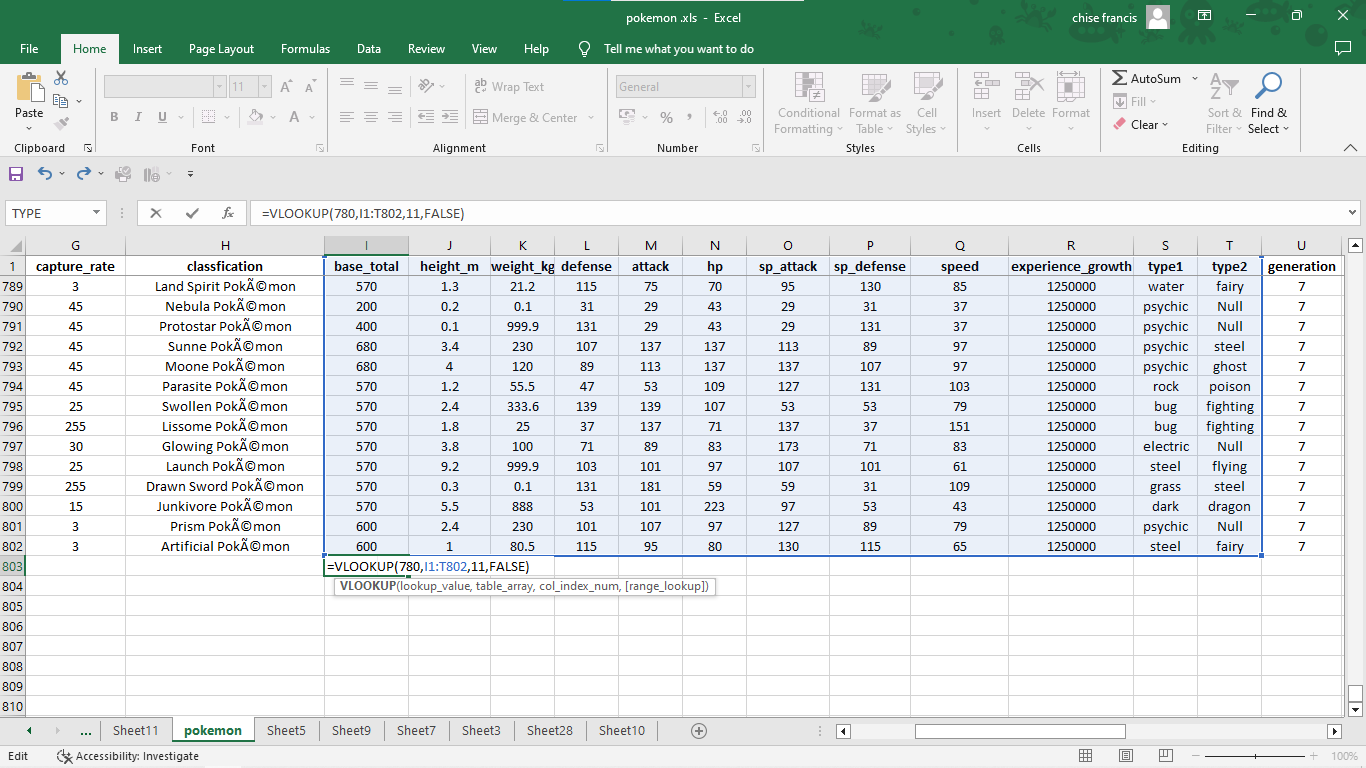 pokemon .xls - Excel
chise francis
File Home Insert Page Layout Formulas Data Review View Help Tell me what you want to do
Paste
11
Wrap Text
General
AutoSum
B I U
Merge & Center
Conditional Formatting
Format as Table
Cell Styles
Insert
Delete
Format
Fill
Clear
Sort & Filter
Find & Select
Clipboard Font Alignment Number Styles Cells Editing
TYPE
fx
=VLOOKUP(780,I1:T802,11,FALSE)
G H I J K L M N O P Q R S T U
1 capture_rate classfication base_total height_m weight_kg defense attack hp sp_attack sp_defense speed experience_growth type1 type2 generation
789 3 Land Spirit PokÃ©mon 570 1.3 21.2 115 75 70 95 130 85 1250000 water fairy 7
790 45 Nebula PokÃ©mon 200 0.2 0.1 31 29 43 29 31 37 1250000 psychic Null 7
791 45 Protostar PokÃ©mon 400 0.1 999.9 131 29 43 29 131 37 1250000 psychic Null 7
792 45 Sunne PokÃ©mon 680 3.4 230 107 137 137 113 89 97 1250000 psychic steel 7
793 45 Moone PokÃ©mon 680 4 120 89 113 137 137 107 97 1250000 psychic ghost 7
794 45 Parasite PokÃ©mon 570 1.2 55.5 47 53 109 127 131 103 1250000 rock poison 7
795 25 Swollen PokÃ©mon 570 2.4 333.6 139 139 107 53 53 79 1250000 bug fighting 7
796 255 Lissome PokÃ©mon 570 1.8 25 37 137 71 137 37 151 1250000 bug fighting 7
797 30 Glowing PokÃ©mon 570 3.8 100 71 89 83 173 71 83 1250000 electric Null 7
798 25 Launch PokÃ©mon 570 9.2 999.9 103 101 97 107 101 61 1250000 steel flying 7
799 255 Drawn Sword PokÃ©mon 570 0.3 0.1 131 181 59 59 31 109 1250000 grass steel 7
800 15 Junkivore PokÃ©mon 570 5.5 888 53 101 223 97 53 43 1250000 dark dragon 7
801 3 Prism PokÃ©mon 600 2.4 230 101 107 97 127 89 79 1250000 psychic Null 7
802 3 Artificial PokÃ©mon 600 1 80.5 115 95 80 130 115 65 1250000 steel fairy 7
803 =VLOOKUP(780,I1:T802,11,FALSE)
804 VLOOKUP(lookup_value, table_array, col_index_num, [range_lookup])
805
806
807
808
809
810
... Sheet11 pokemon Sheet5 Sheet9 Sheet7 Sheet3 Sheet28 Sheet10
Edit Accessibility: Investigate 100%